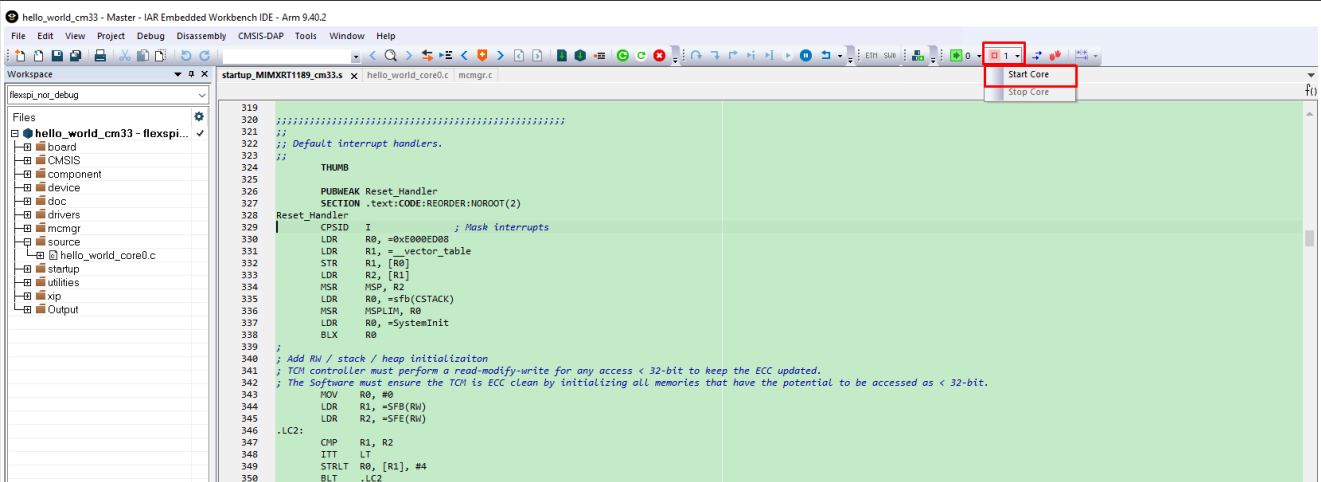 hello_world_cm33 - Master - IAR Embedded Workbench IDE - Arm 9.40.2
File Edit View Project Debug Disassembly CMSIS-DAP Tools Window Help
ETM SWO 0 1
Workspace
startup_MIMXRT1189_cm33.s x hello_world_core0.c mcmgr.c
Start Core
Stop Core
flexspi_nor_debug
f()
Files
hello_world_cm33 - flexspi...
board
CMSIS
component
device
doc
drivers
mcmgr
source
hello_world_core0.c
startup
utilities
xip
Output
319
320 ;;;;;;;;;;;;;;;;;;;;;;;;;;;;;;;;;;;;;;;;;;;;;;;;;;;;
321 ;;
322 ;; Default interrupt handlers.
323 ;;
324 THUMB
325
326 PUBWEAK Reset_Handler
327 SECTION .text:CODE:REORDER:NOROOT(2)
328 Reset_Handler
329 CPSID I ; Mask interrupts
330 LDR R0, =0xE000ED08
331 LDR R1, =__vector_table
332 STR R1, [R0]
333 LDR R2, [R1]
334 MSR MSP, R2
335 LDR R0, =sfb(CSTACK)
336 MSR MSPLIM, R0
337 LDR R0, =SystemInit
338 BLX R0
339 ;
340 ; Add RW / stack / heap initializaiton
341 ; TCM controller must perform a read-modify-write for any access < 32-bit to keep the ECC updated.
342 ; The Software must ensure the TCM is ECC clean by initializing all memories that have the potential to be accessed as < 32-bit.
343 MOV R0, #0
344 LDR R1, =SFB(RW)
345 LDR R2, =SFE(RW)
346 .LC2:
347 CMP R1, R2
348 ITT LT
349 STRLT R0, [R1], #4
350 BLT .LC2